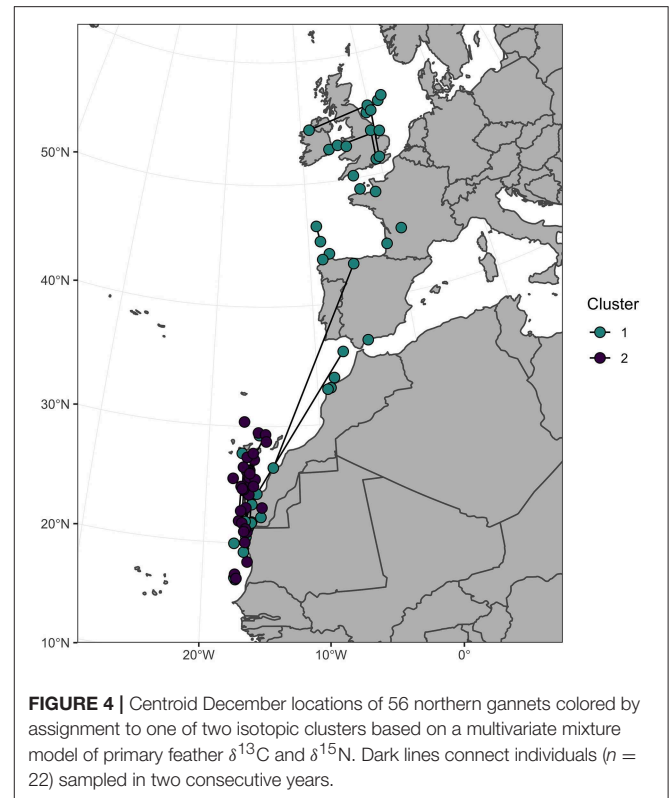 50°N
40°N
30°N
20°N
10°N
20°W
10°W
0°
Cluster
1
2
FIGURE 4 | Centroid December locations of 56 northern gannets colored by
assignment to one of two isotopic clusters based on a multivariate mixture
model of primary feather δ¹³C and δ¹⁵N. Dark lines connect individuals (n =
22) sampled in two consecutive years.